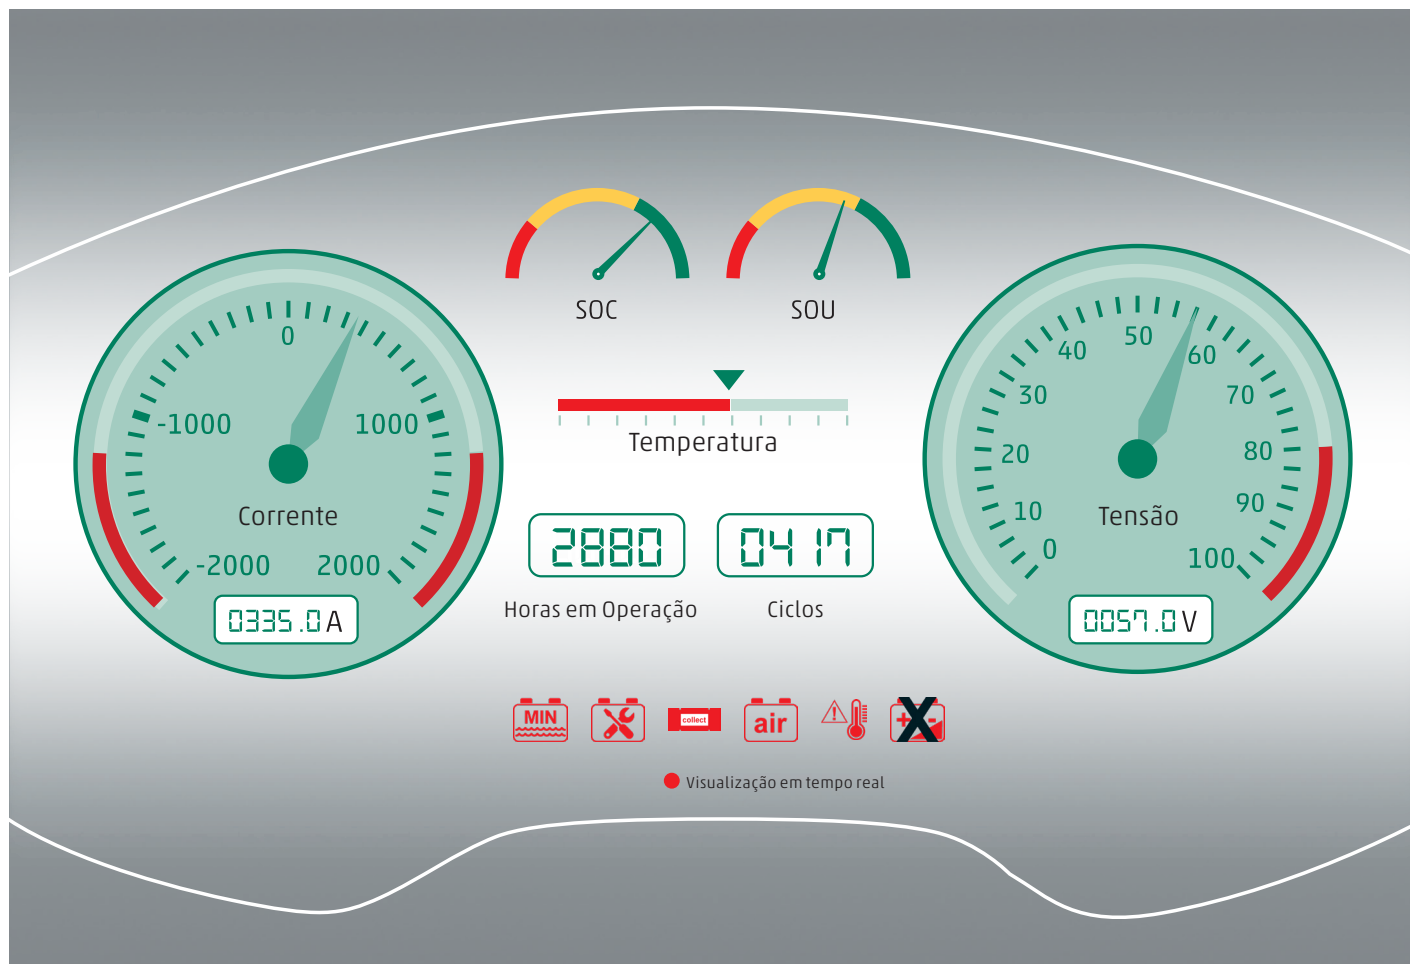 SOC
SOU
0
-1000
1000
Corrente
-2000
2000
0335.0 A
Temperatura
2880
0417
Horas em Operação
Ciclos
50
40
60
30
70
20
80
10
90
0
100
Tensão
0057.0 V
MIN
collect
air
!
+ -
X
Visualização em tempo real